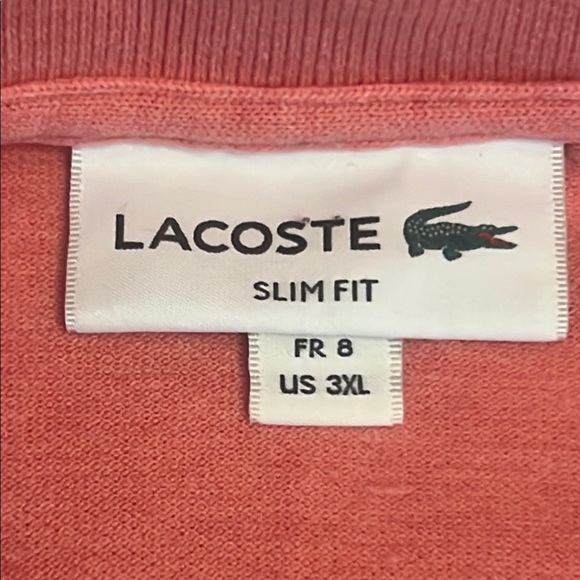 LACOSTE
SLIM FIT
FR 8
US 3XL